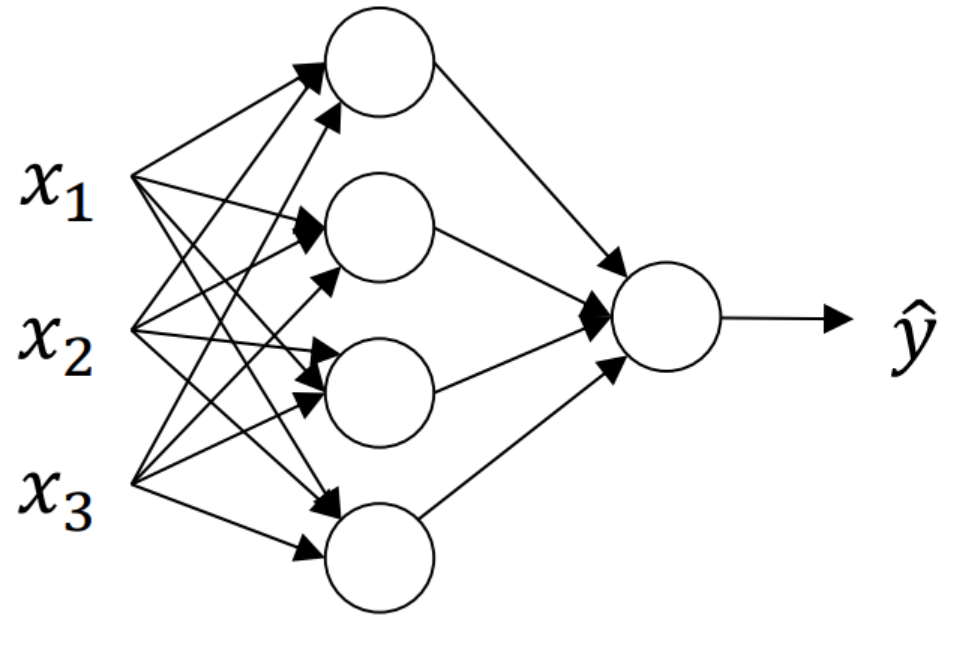 x₁
x₂
x₃
ŷ